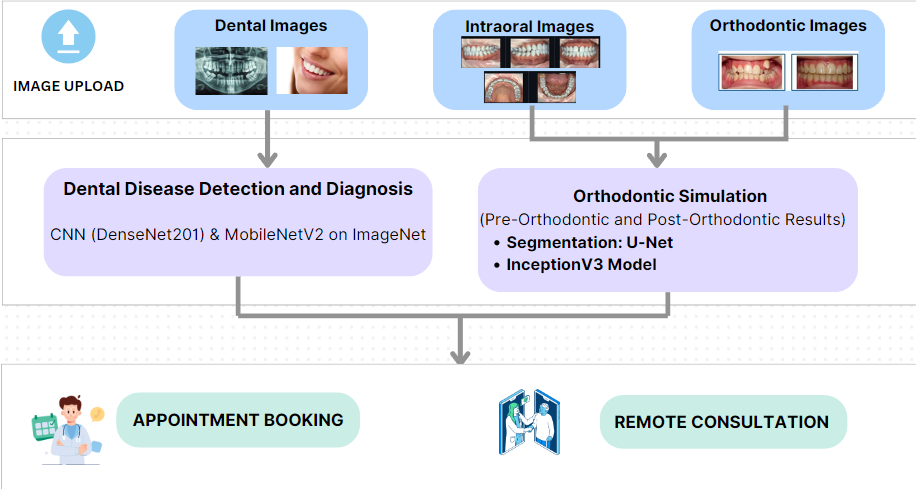 IMAGE UPLOAD
Dental Images
Intraoral Images
Orthodontic Images
Dental Disease Detection and Diagnosis
CNN (DenseNet201) & MobileNetV2 on ImageNet
Orthodontic Simulation
(Pre-Orthodontic and Post-Orthodontic Results)
• Segmentation: U-Net
• InceptionV3 Model
APPOINTMENT BOOKING
REMOTE CONSULTATION